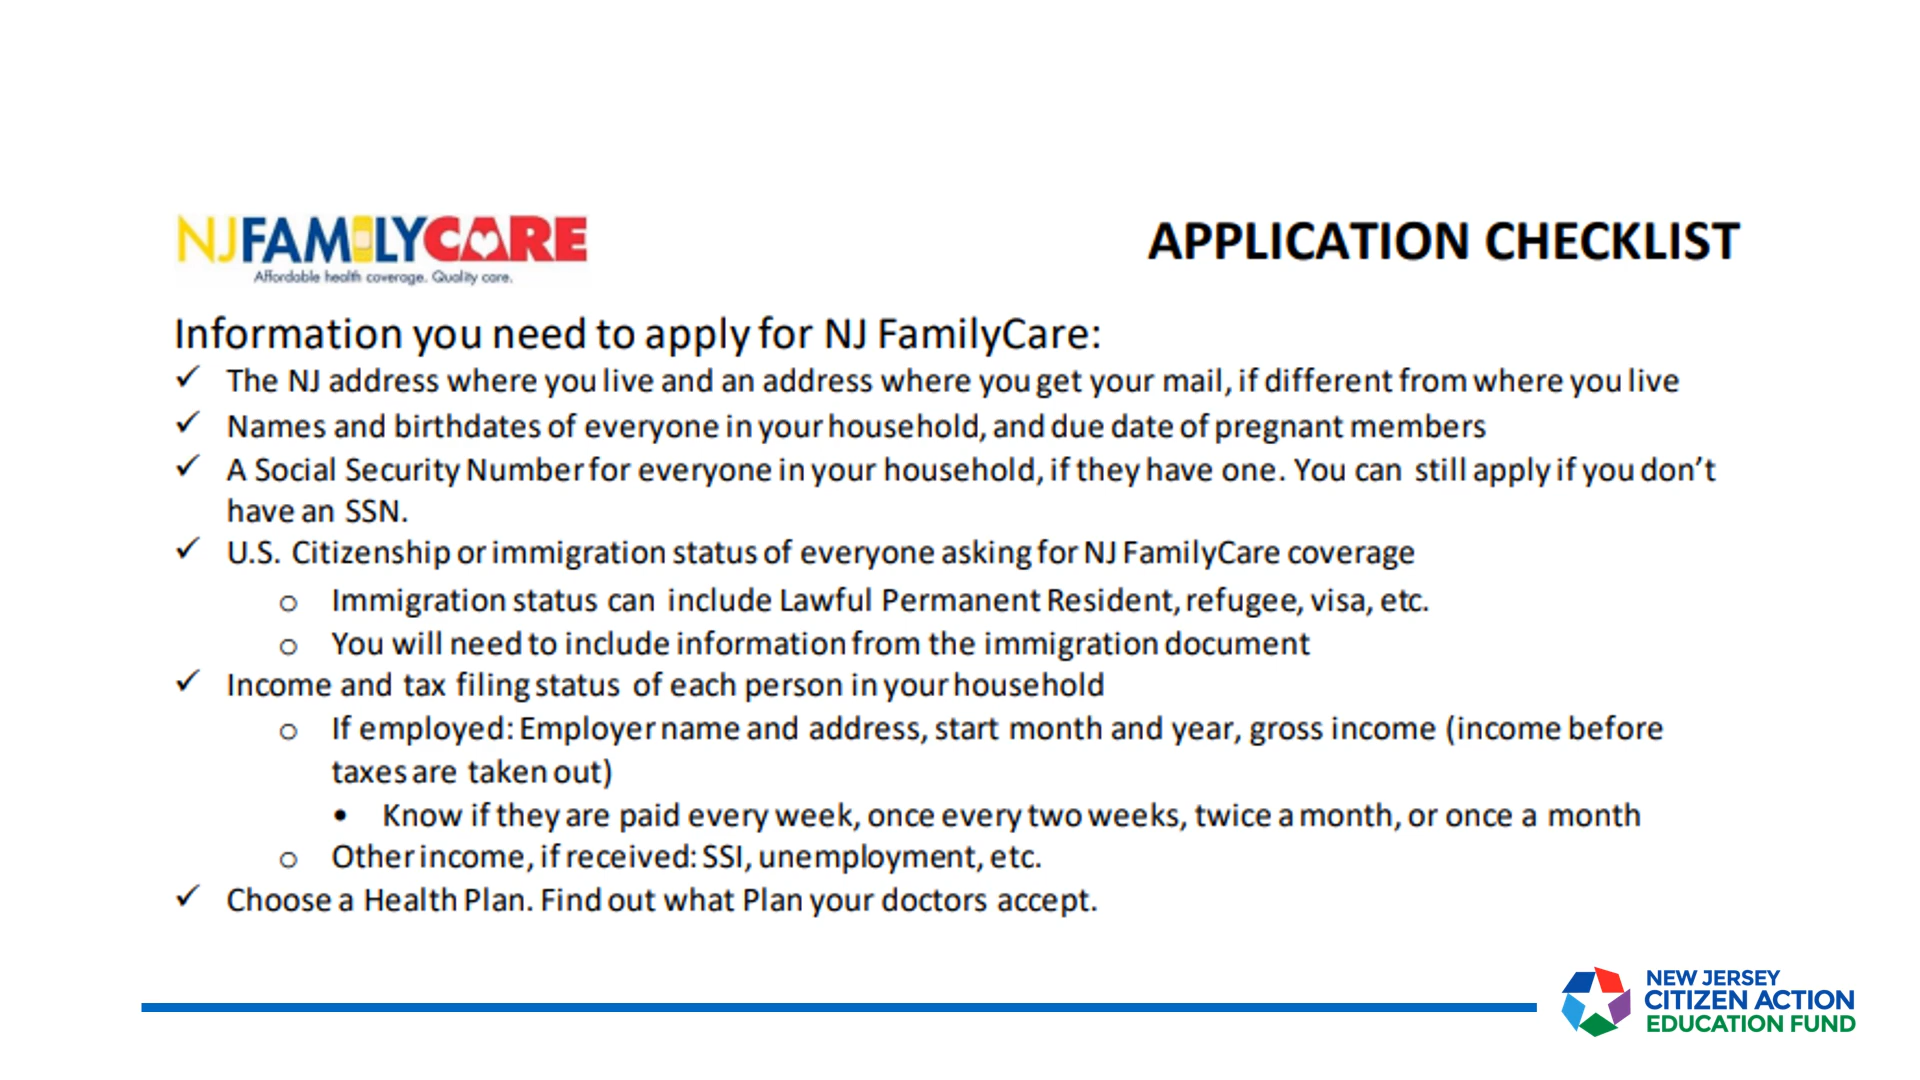 NJFAMILYCARE
Affordable health coverage. Quality care.
APPLICATION CHECKLIST
Information you need to apply for NJ FamilyCare:
✓ The NJ address where you live and an address where you get your mail, if different from where you live
✓ Names and birthdates of everyone in your household, and due date of pregnant members
✓ A Social Security Number for everyone in your household, if they have one. You can still apply if you don’t
have an SSN.
✓ U.S. Citizenship or immigration status of everyone asking for NJ FamilyCare coverage
o Immigration status can include Lawful Permanent Resident, refugee, visa, etc.
o You will need to include information from the immigration document
✓ Income and tax filing status of each person in your household
o If employed: Employer name and address, start month and year, gross income (income before
taxes are taken out)
• Know if they are paid every week, once every two weeks, twice a month, or once a month
o Other income, if received: SSI, unemployment, etc.
✓ Choose a Health Plan. Find out what Plan your doctors accept.
NEW JERSEY
CITIZEN ACTION
EDUCATION FUND